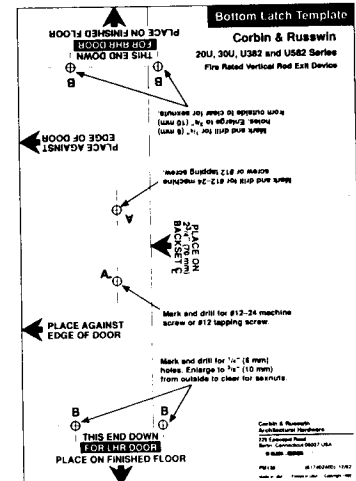 Bottom Latch Template
Corbin & Russwin
20U, 30U, U382 and U582 Series
Fire Rated Vertical Rod Exit Device
PLACE ON FINISHED FLOOR
FOR RHR DOOR
THIS END DOWN
B
B
Mark and drill for 1/4" (6 mm)
holes. Enlarge to 3/8" (10 mm)
from outside to clear for sexnuts.
PLACE AGAINST
EDGE OF DOOR
Mark and drill for #12-24 machine
screw or #12 tapping screw.
A
PLACE ON
2 3/4" (70 mm)
BACKSET CL
A
Mark and drill for #12-24 machine
screw or #12 tapping screw.
PLACE AGAINST
EDGE OF DOOR
Mark and drill for 1/4" (6 mm)
holes. Enlarge to 3/8" (10 mm)
from outside to clear for sexnuts.
B
B
THIS END DOWN
FOR LHR DOOR
PLACE ON FINISHED FLOOR
Corbin & Russwin
Architectural Hardware
225 Episcopal Road
Berlin, Connecticut 06037 USA